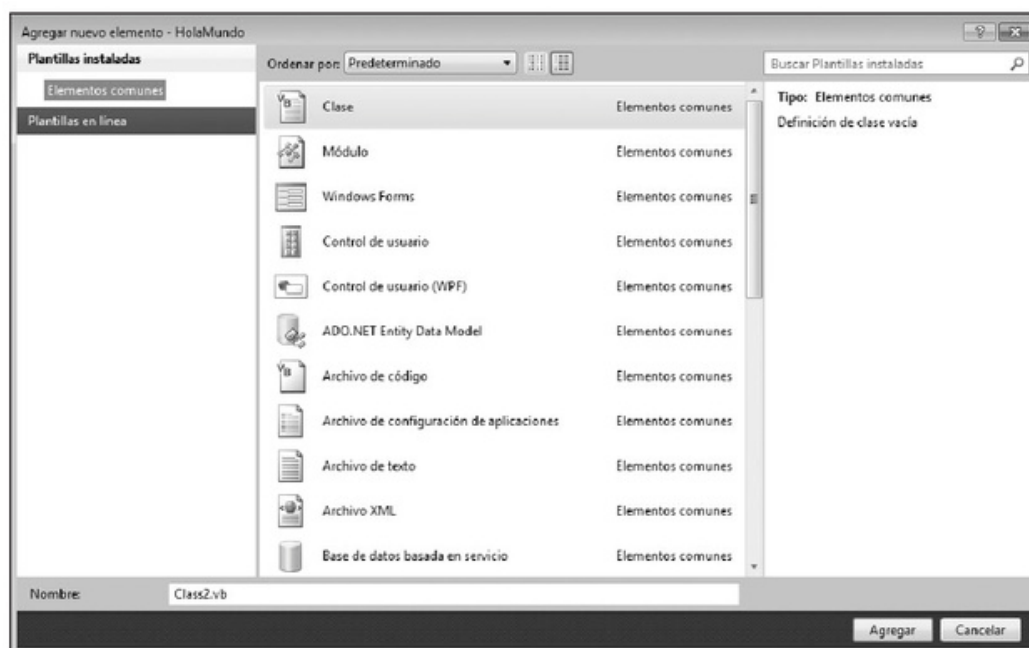 Agregar nuevo elemento - HolaMundo
Plantillas instaladas
Elementos comunes
Plantillas en línea
Ordenar por: Predeterminado
Buscar Plantillas instaladas
Clase Elementos comunes
Módulo Elementos comunes
Windows Forms Elementos comunes
Control de usuario Elementos comunes
Control de usuario (WPF) Elementos comunes
ADO.NET Entity Data Model Elementos comunes
Archivo de código Elementos comunes
Archivo de configuración de aplicaciones Elementos comunes
Archivo de texto Elementos comunes
Archivo XML Elementos comunes
Base de datos basada en servicio Elementos comunes
Tipo: Elementos comunes
Definición de clase vacía
Nombre: Class2.vb
Agregar Cancelar